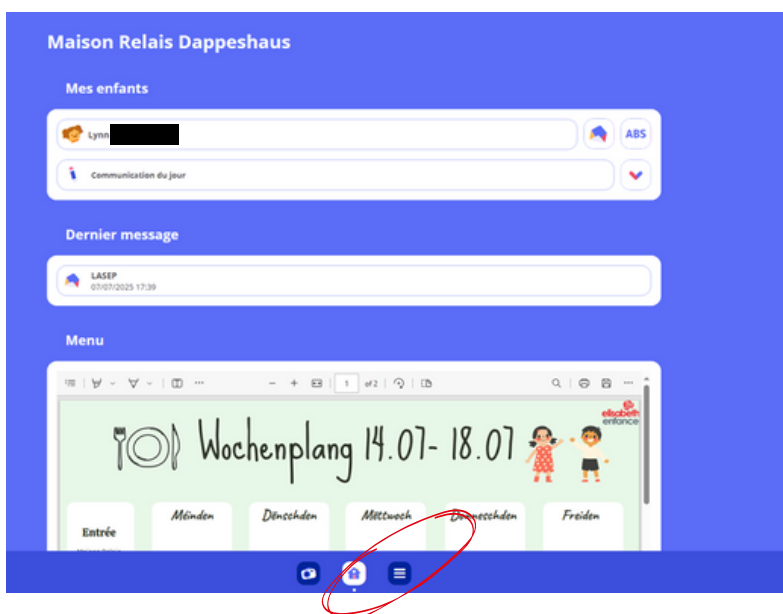 Maison Relais Dappeshaus
Mes enfants
Lynn
ABS
Communication du jour
Dernier message
LASEP
07/07/2025 17:39
Menu
1 of 2
elisabeth
enfance
Wochenplang 14.07- 18.07
Méinden Dënschden Mëttwoch Donneschden Freiden
Entrée